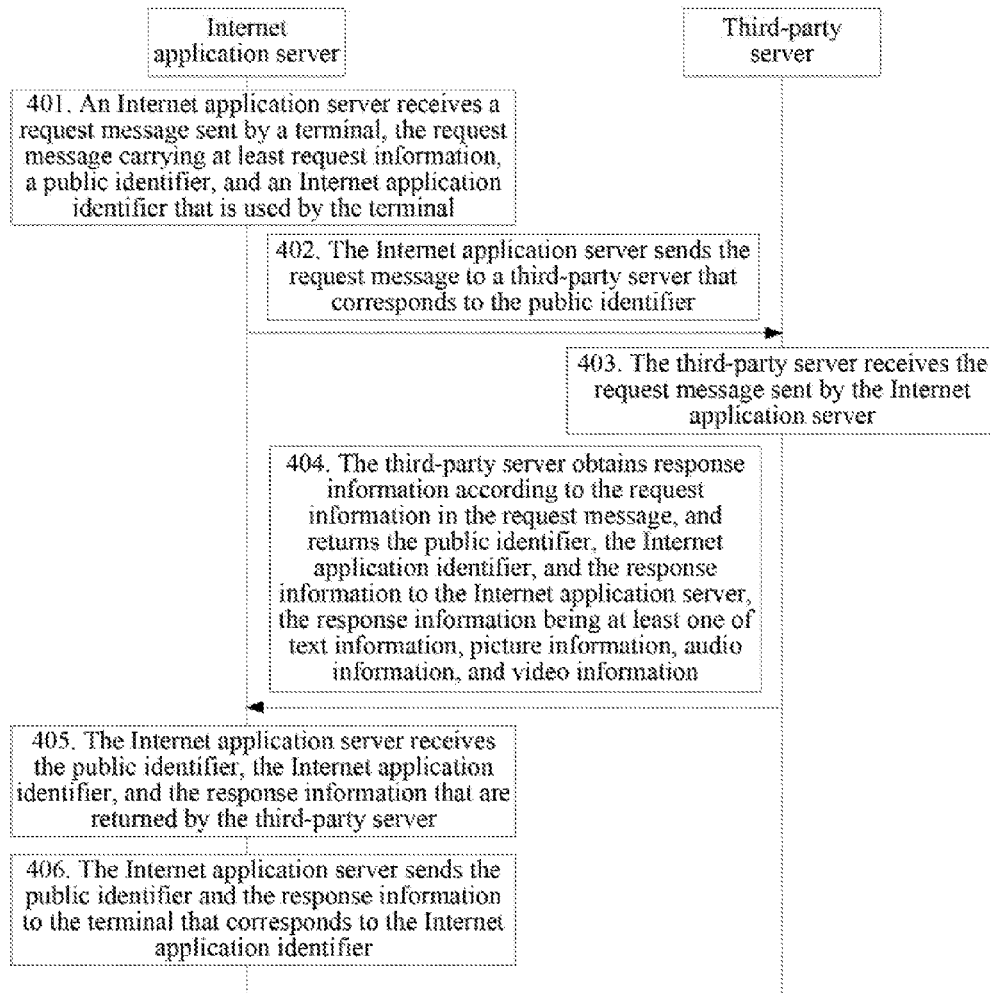 Internet
application server
Third-party
server
401. An Internet application server receives a
request message sent by a terminal, the request
message carrying at least request information,
a public identifier, and an Internet application
identifier that is used by the terminal
402. The Internet application server sends the
request message to a third-party server that
corresponds to the public identifier
403. The third-party server receives the
request message sent by the Internet
application server
404. The third-party server obtains response
information according to the request
information in the request message, and
returns the public identifier, the Internet
application identifier, and the response
information to the Internet application server,
the response information being at least one of
text information, picture information, audio
information, and video information
405. The Internet application server receives
the public identifier, the Internet application
identifier, and the response information that are
returned by the third-party server
406. The Internet application server sends the
public identifier and the response information
to the terminal that corresponds to the Internet
application identifier